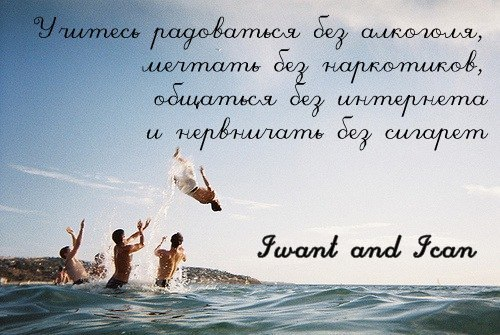 Учитесь радоваться без алкоголя,
мечтать без наркотиков,
общаться без интернета
и нервничать без сигарет
Iwant and Ican